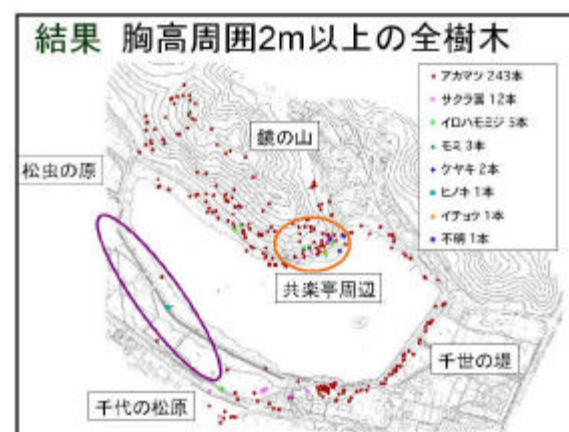 結果 胸高周囲2m以上の全樹木
アカマツ 243本
サクラ属 12本
イロハモミジ 5本
モミ 3本
ケヤキ 2本
ヒノキ 1本
イチョウ 1本
不明 1本
鏡の山
松虫の原
共楽亭周辺
千世の堤
千代の松原